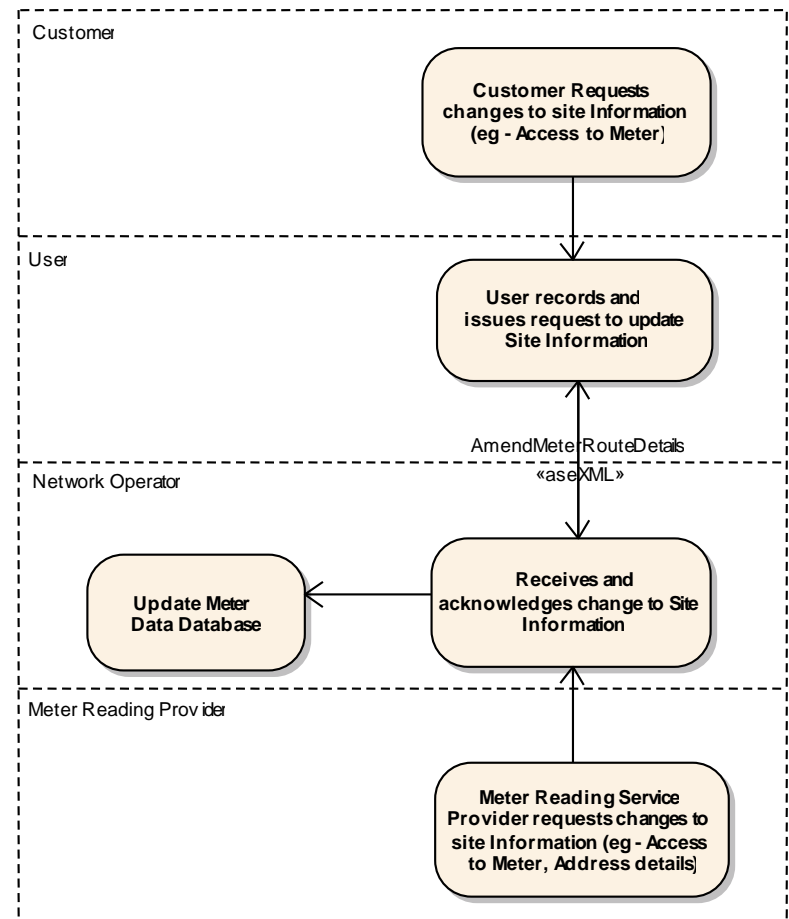 Customer
Customer Requests
changes to site Information
(eg - Access to Meter)
User
User records and
issues request to update
Site Information
AmendMeterRouteDetails
«aseXML»
Network Operator
Receives and
acknowledges change to Site
Information
Update Meter
Data Database
Meter Reading Provider
Meter Reading Service
Provider requests changes to
site Information (eg - Access
to Meter, Address details)